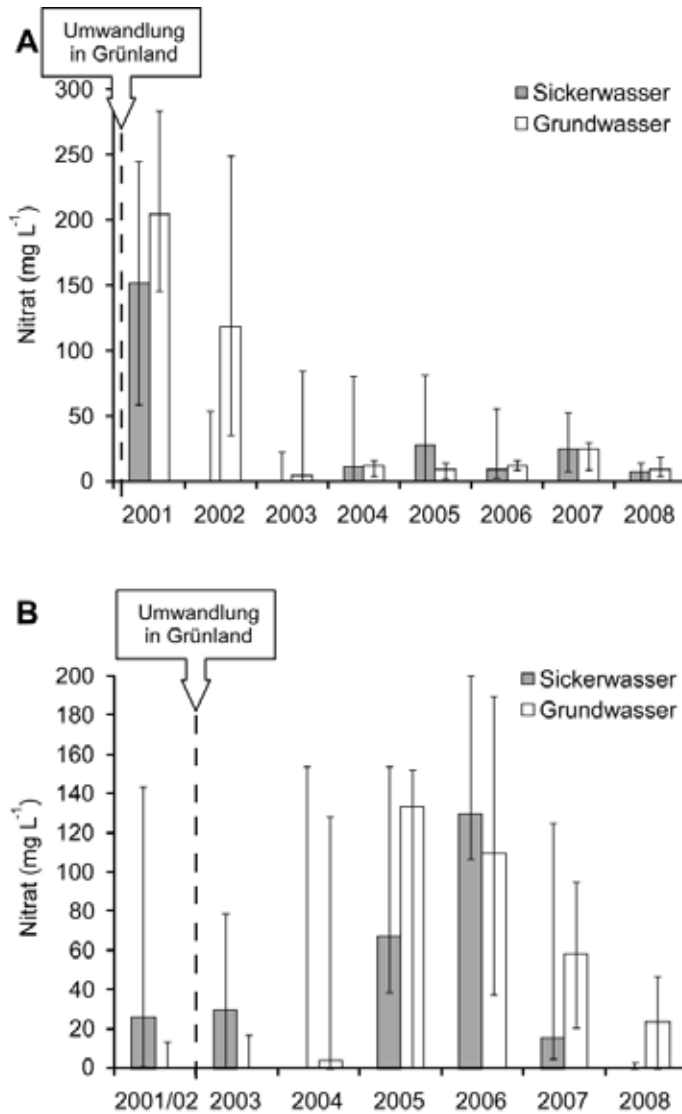 Umwandlung
in Grünland
A
300
Sickerwasser
Grundwasser
250
200
150
100
50
0
Nitrat (mg L-1)
2001 2002 2003 2004 2005 2006 2007 2008
Umwandlung
in Grünland
B
200
Sickerwasser
180
Grundwasser
160
140
120
100
80
60
40
20
0
Nitrat (mg L-1)
2001/02 2003 2004 2005 2006 2007 2008